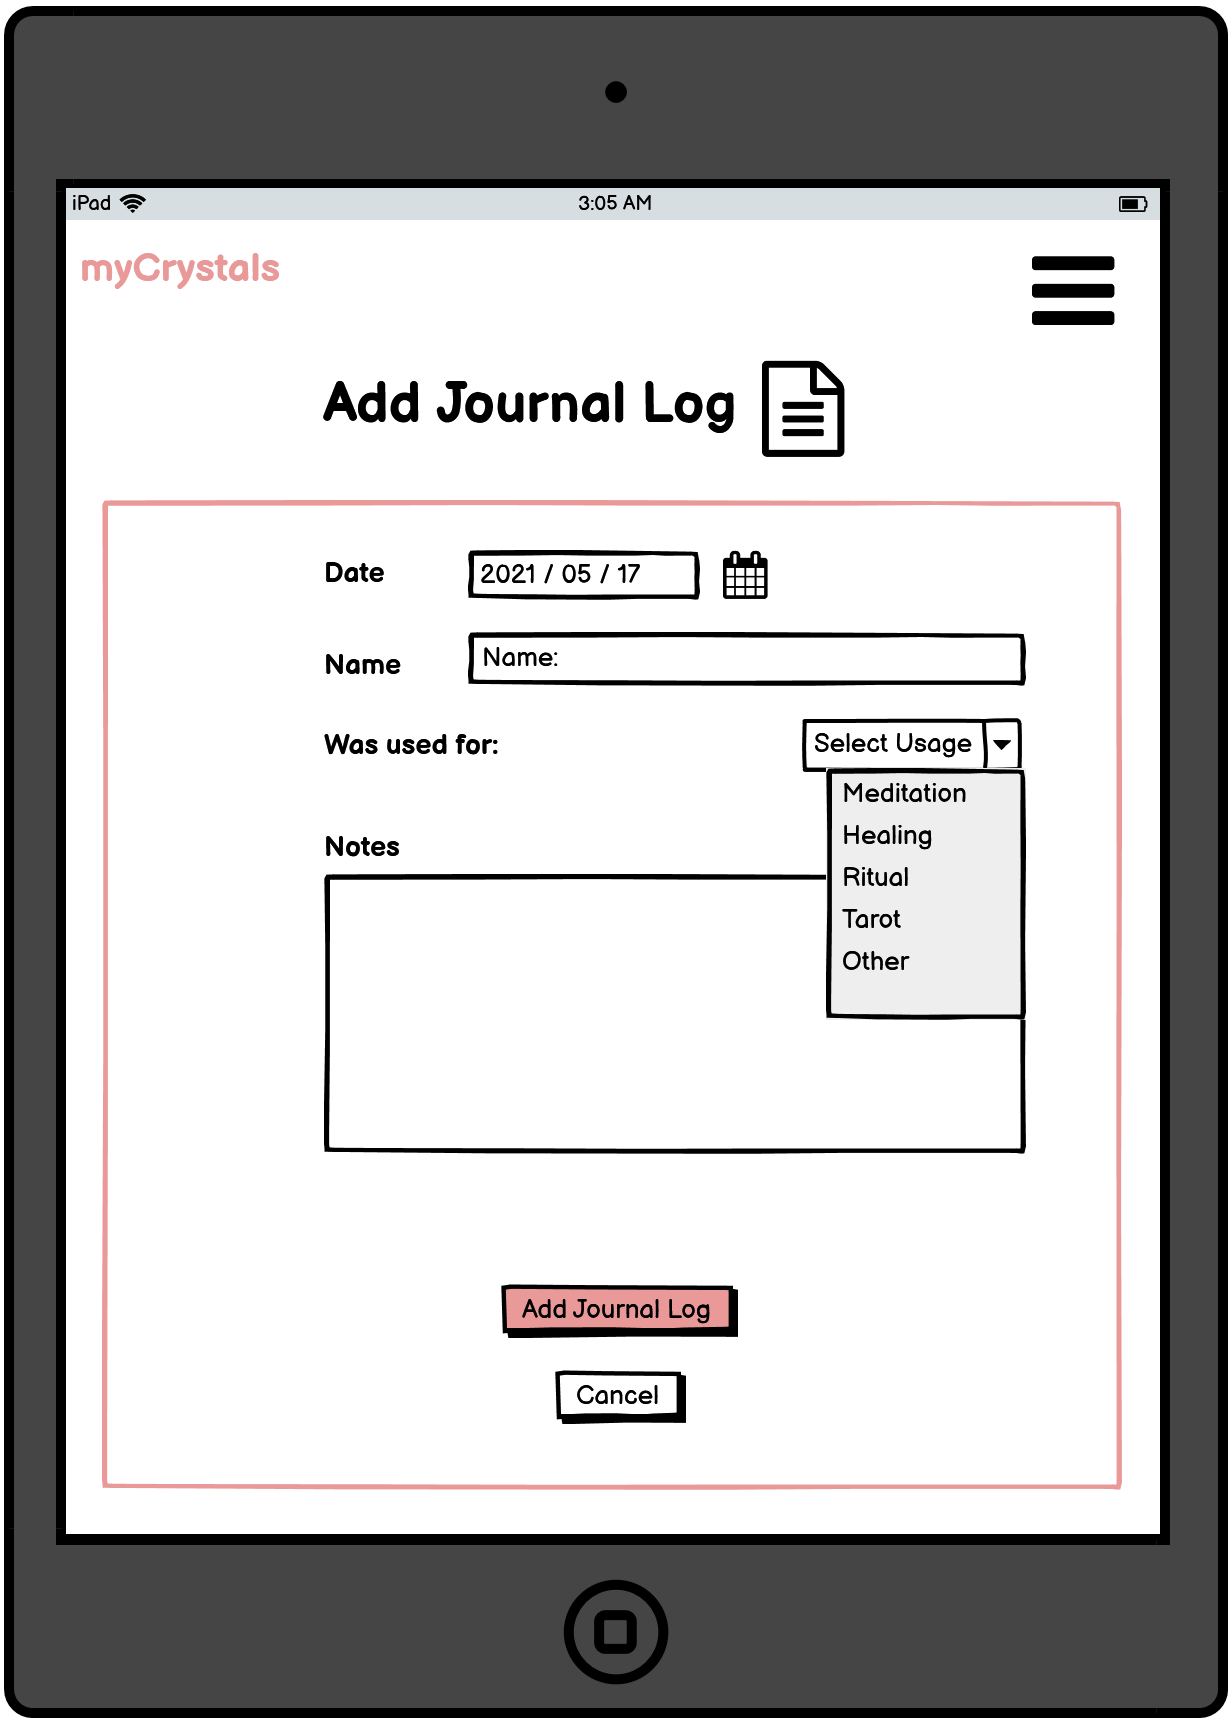 iPad 3:05 AM
myCrystals
Add Journal Log
Date 2021 / 05 / 17
Name Name:
Was used for: Select Usage
Meditation
Healing
Ritual
Tarot
Other
Notes
Add Journal Log
Cancel